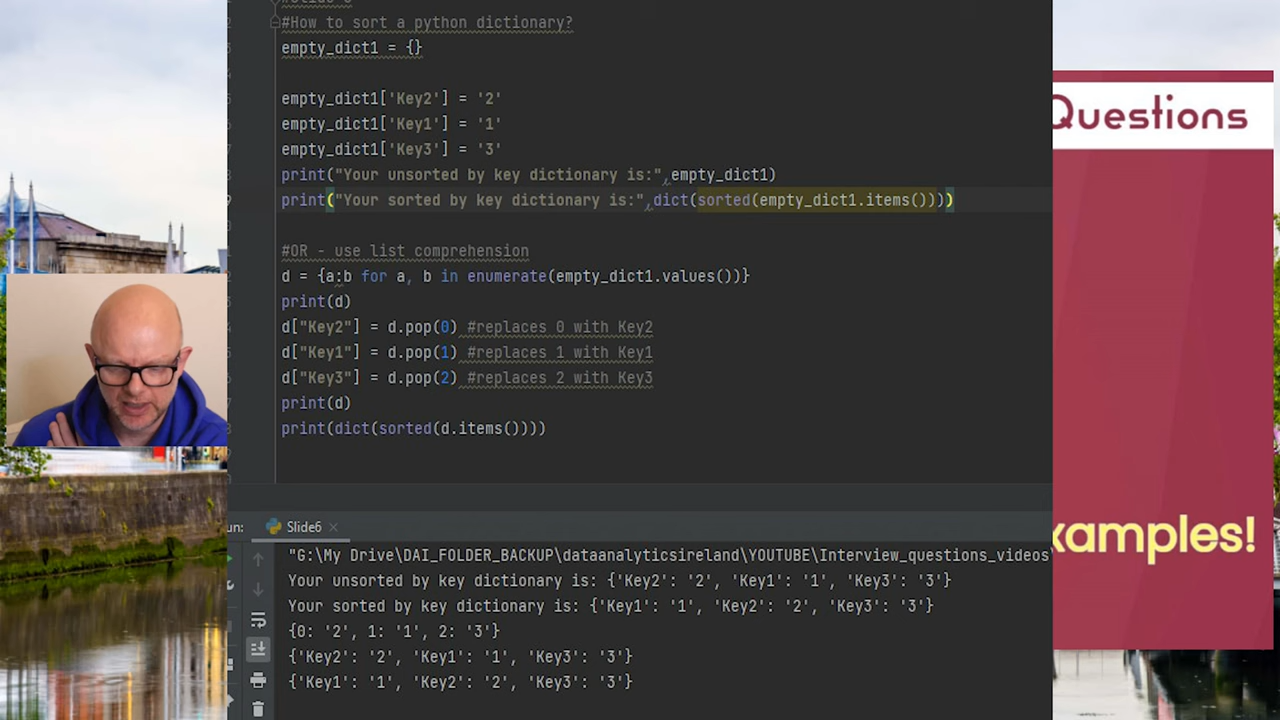 #How to sort a python dictionary?
empty_dict1 = {}
empty_dict1['Key2'] = '2'
empty_dict1['Key1'] = '1'
empty_dict1['Key3'] = '3'
print("Your unsorted by key dictionary is:",empty_dict1)
print("Your sorted by key dictionary is:",dict(sorted(empty_dict1.items())))
#OR - use list comprehension
d = {a:b for a, b in enumerate(empty_dict1.values())}
print(d)
d["Key2"] = d.pop(0) #replaces 0 with Key2
d["Key1"] = d.pop(1) #replaces 1 with Key1
d["Key3"] = d.pop(2) #replaces 2 with Key3
print(d)
print(dict(sorted(d.items())))
Questions
xamples!
un:
Slide6
"G:\My Drive\DAI_FOLDER_BACKUP\dataanalyticsireland\YOUTUBE\Interview_questions_videos
Your unsorted by key dictionary is: {'Key2': '2', 'Key1': '1', 'Key3': '3'}
Your sorted by key dictionary is: {'Key1': '1', 'Key2': '2', 'Key3': '3'}
{0: '2', 1: '1', 2: '3'}
{'Key2': '2', 'Key1': '1', 'Key3': '3'}
{'Key1': '1', 'Key2': '2', 'Key3': '3'}